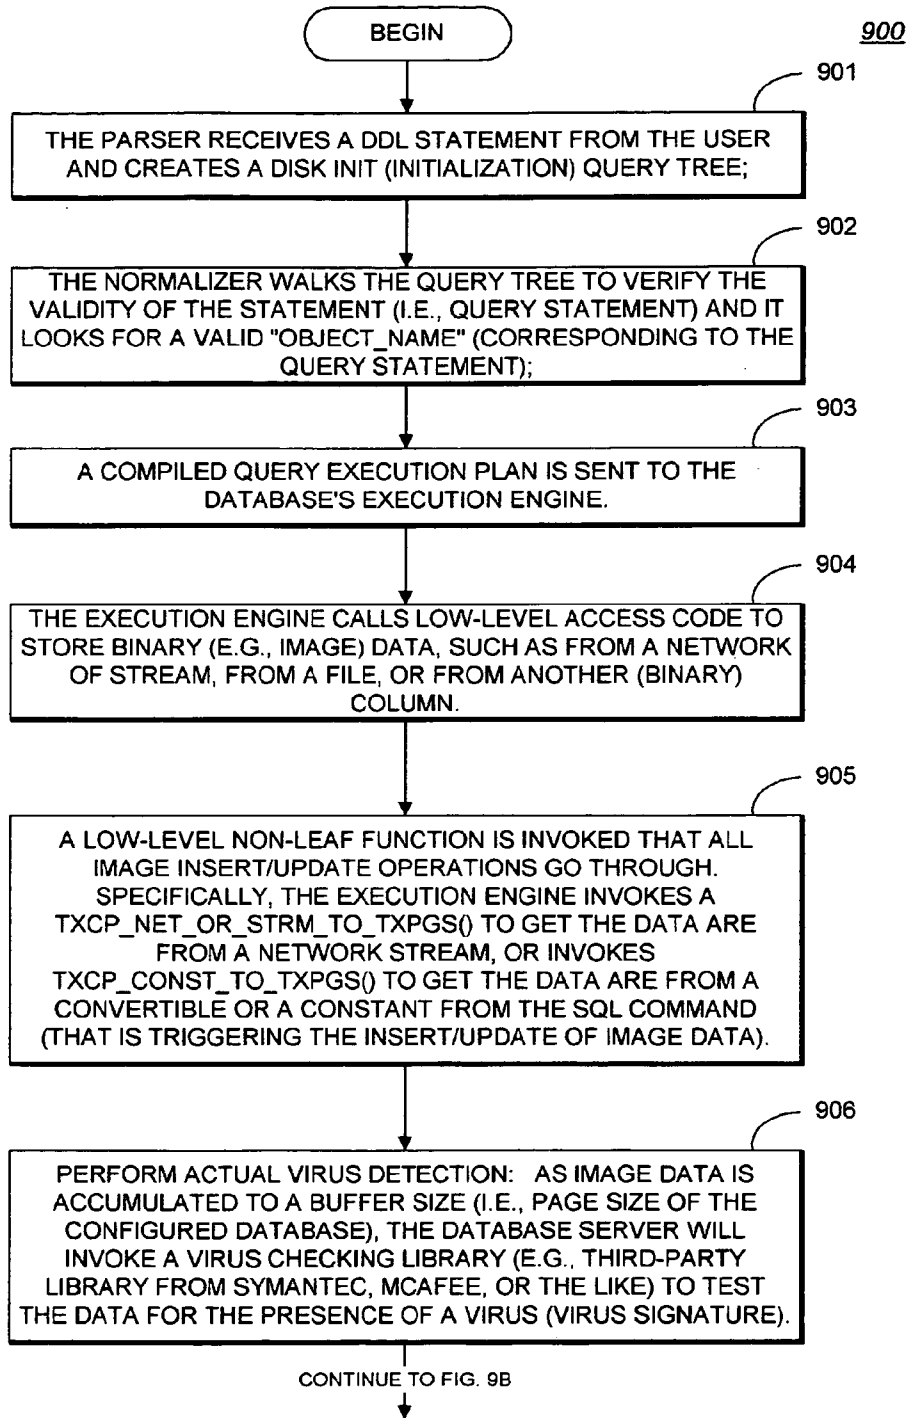 BEGIN
900
901
THE PARSER RECEIVES A DDL STATEMENT FROM THE USER
AND CREATES A DISK INIT (INITIALIZATION) QUERY TREE;
902
THE NORMALIZER WALKS THE QUERY TREE TO VERIFY THE
VALIDITY OF THE STATEMENT (I.E., QUERY STATEMENT) AND IT
LOOKS FOR A VALID "OBJECT_NAME" (CORRESPONDING TO THE
QUERY STATEMENT);
903
A COMPILED QUERY EXECUTION PLAN IS SENT TO THE
DATABASE'S EXECUTION ENGINE.
904
THE EXECUTION ENGINE CALLS LOW-LEVEL ACCESS CODE TO
STORE BINARY (E.G., IMAGE) DATA, SUCH AS FROM A NETWORK
OF STREAM, FROM A FILE, OR FROM ANOTHER (BINARY)
COLUMN.
905
A LOW-LEVEL NON-LEAF FUNCTION IS INVOKED THAT ALL
IMAGE INSERT/UPDATE OPERATIONS GO THROUGH.
SPECIFICALLY, THE EXECUTION ENGINE INVOKES A
TXCP_NET_OR_STRM_TO_TXPGS() TO GET THE DATA ARE
FROM A NETWORK STREAM, OR INVOKES
TXCP_CONST_TO_TXPGS() TO GET THE DATA ARE FROM A
CONVERTIBLE OR A CONSTANT FROM THE SQL COMMAND
(THAT IS TRIGGERING THE INSERT/UPDATE OF IMAGE DATA).
906
PERFORM ACTUAL VIRUS DETECTION: AS IMAGE DATA IS
ACCUMULATED TO A BUFFER SIZE (I.E., PAGE SIZE OF THE
CONFIGURED DATABASE), THE DATABASE SERVER WILL
INVOKE A VIRUS CHECKING LIBRARY (E.G., THIRD-PARTY
LIBRARY FROM SYMANTEC, MCAFEE, OR THE LIKE) TO TEST
THE DATA FOR THE PRESENCE OF A VIRUS (VIRUS SIGNATURE).
CONTINUE TO FIG. 9B